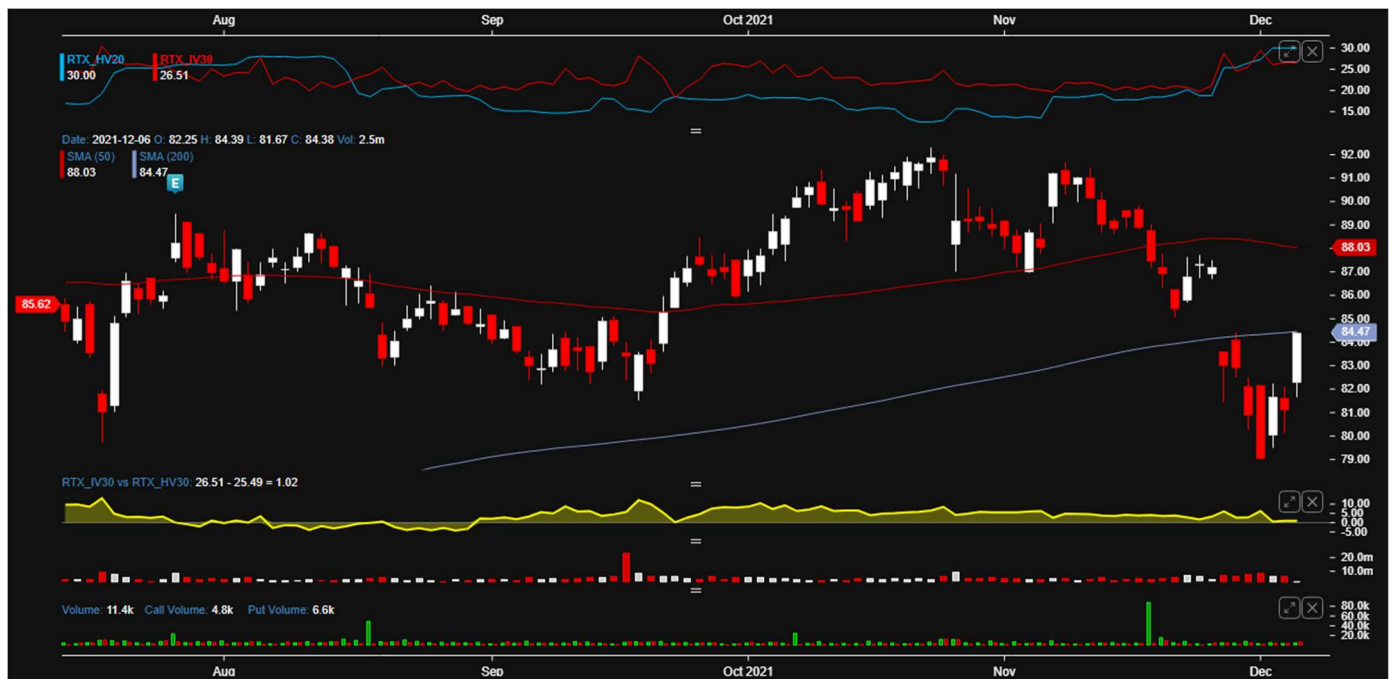 Aug Sep Oct 2021 Nov Dec
RTX_HV20 RTX_IV30
30.00 26.51
30.00
25.00
20.00
15.00
Date: 2021-12-06 O: 82.25 H: 84.39 L: 81.67 C: 84.38 Vol: 2.5m
SMA (50) SMA (200)
88.03 84.47
E
92.00
91.00
90.00
89.00
88.03
87.00
86.00
85.62
85.00
84.47
84.00
83.00
82.00
81.00
80.00
79.00
RTX_IV30 vs RTX_HV30: 26.51 - 25.49 = 1.02
10.00
5.00
0.00
-5.00
20.0m
10.0m
Volume: 11.4k Call Volume: 4.8k Put Volume: 6.6k
80.0k
60.0k
40.0k
20.0k
Aug Sep Oct 2021 Nov Dec